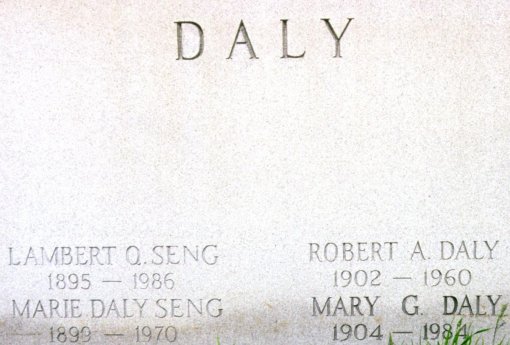 DALY
LAMBERT Q. SENG
1895 — 1986
MARIE DALY SENG
1899 — 1970
ROBERT A. DALY
1902 — 1960
MARY G. DALY
1904 — 1984